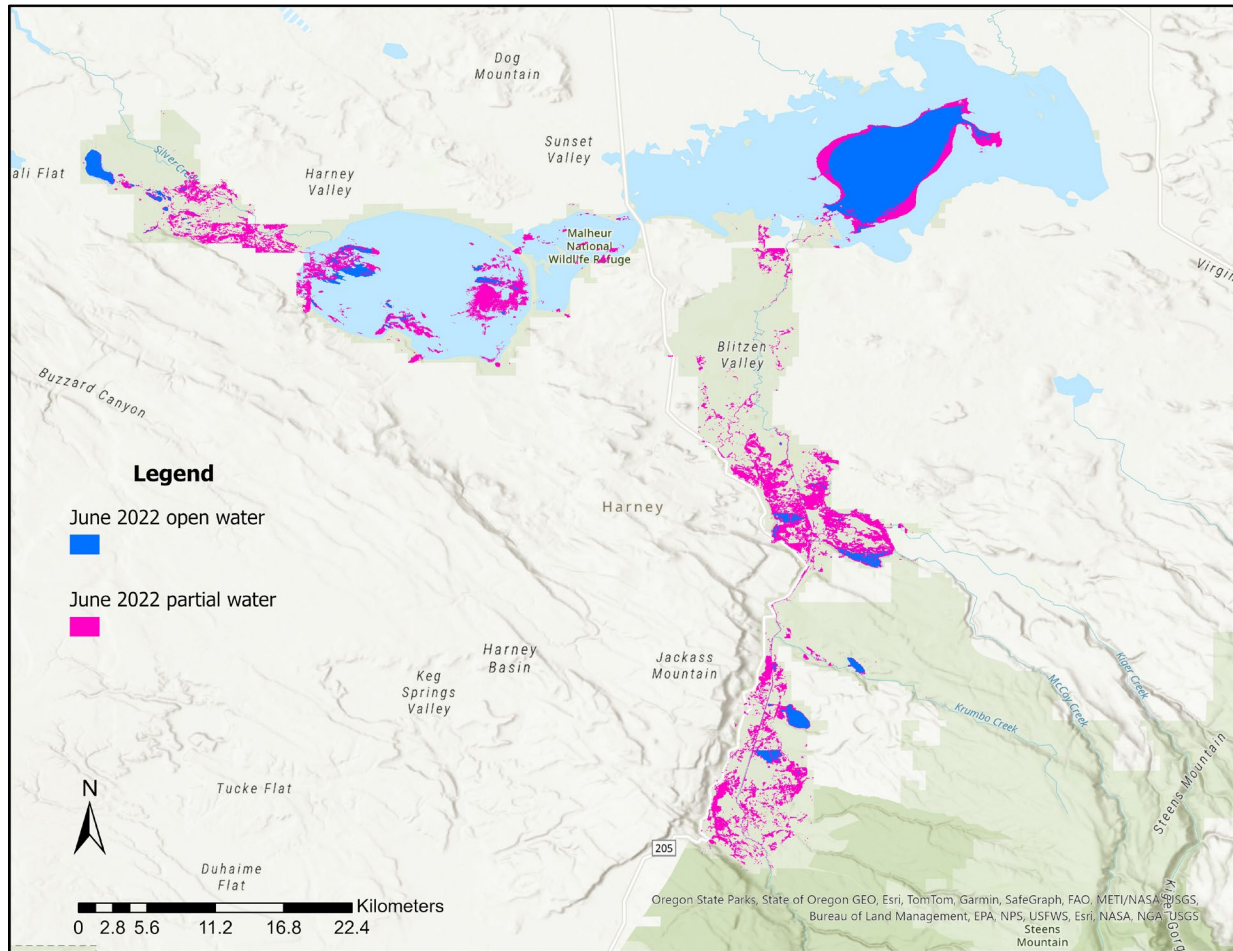 Dog
Mountain
Sunset
Valley
Silver Cree
ali Flat
Harney
Valley
Malheur
National
Wildlife Refuge
Virgin
Blitzen
Valley
Buzzard Canyon
Legend
June 2022 open water
June 2022 partial water
Harney
Harney
Basin
Jackass
Mountain
Keg
Springs
Valley
Kiger Creek
McCoy Creek
Krumbo Creek
Steens Mountain
Tucke Flat
N
205
Duhaime
Flat
Kilometers
0 2.8 5.6 11.2 16.8 22.4
Oregon State Parks, State of Oregon GEO, Esri, TomTom, Garmin, SafeGraph, FAO, METI/NASA, USGS,
Bureau of Land Management, EPA, NPS, USFWS, Esri, NASA, NGA, USGS
Steens
Mountain
Kiger Gorg